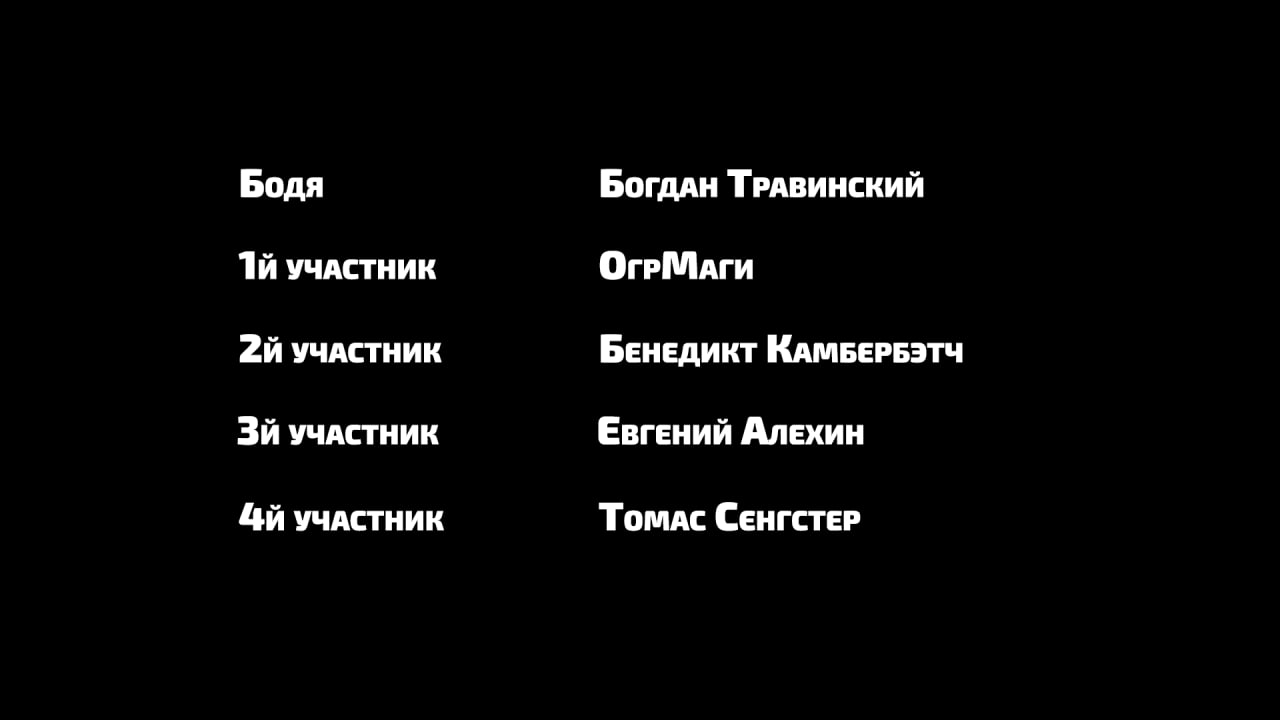 Бодя Богдан Травинский
1й участник ОгрМаги
2й участник Бенедикт Камбербэтч
3й участник Евгений Алехин
4й участник Томас Сенгстер